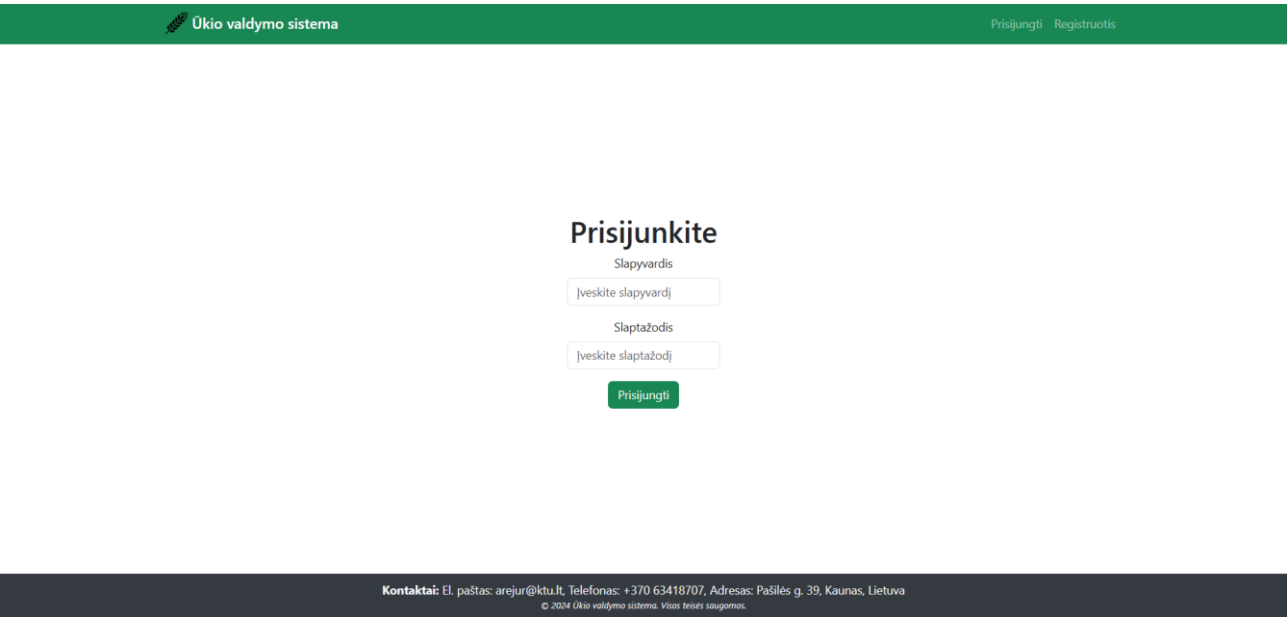 Ūkio valdymo sistema
Prisijungti Registruotis
Prisijunkite
Slapyvardis
Įveskite slapyvardį
Slaptažodis
Įveskite slaptažodį
Prisijungti
Kontaktai: El. paštas: arejur@ktu.lt, Telefonas: +370 63418707, Adresas: Pašilės g. 39, Kaunas, Lietuva
© 2024 Ūkio valdymo sistema. Visos teisės saugomos.